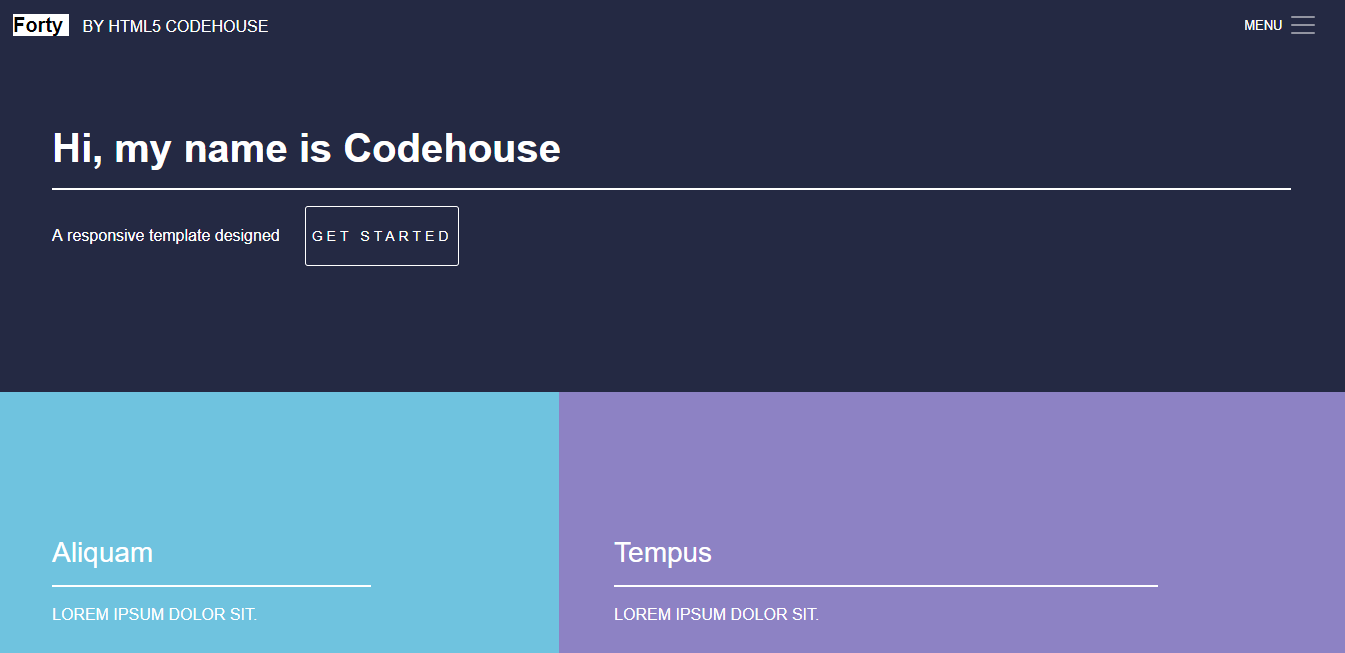 Forty BY HTML5 CODEHOUSE MENU
Hi, my name is Codehouse
A responsive template designed GET STARTED
Aliquam
LOREM IPSUM DOLOR SIT.
Tempus
LOREM IPSUM DOLOR SIT.